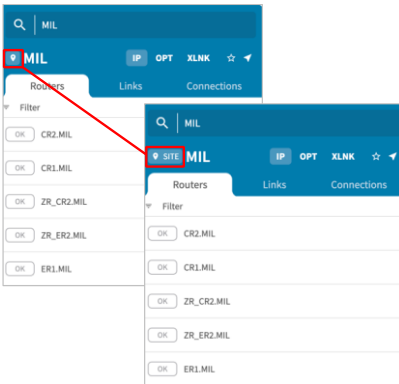 MIL
MIL IP OPT XLNK
Routers Links Connections
Filter
OK CR2.MIL
OK CR1.MIL
OK ZR_CR2.MIL
OK ZR_ER2.MIL
OK ER1.MIL
MIL
SITE MIL IP OPT XLNK
Routers Links Connections
Filter
OK CR2.MIL
OK CR1.MIL
OK ZR_CR2.MIL
OK ZR_ER2.MIL
OK ER1.MIL